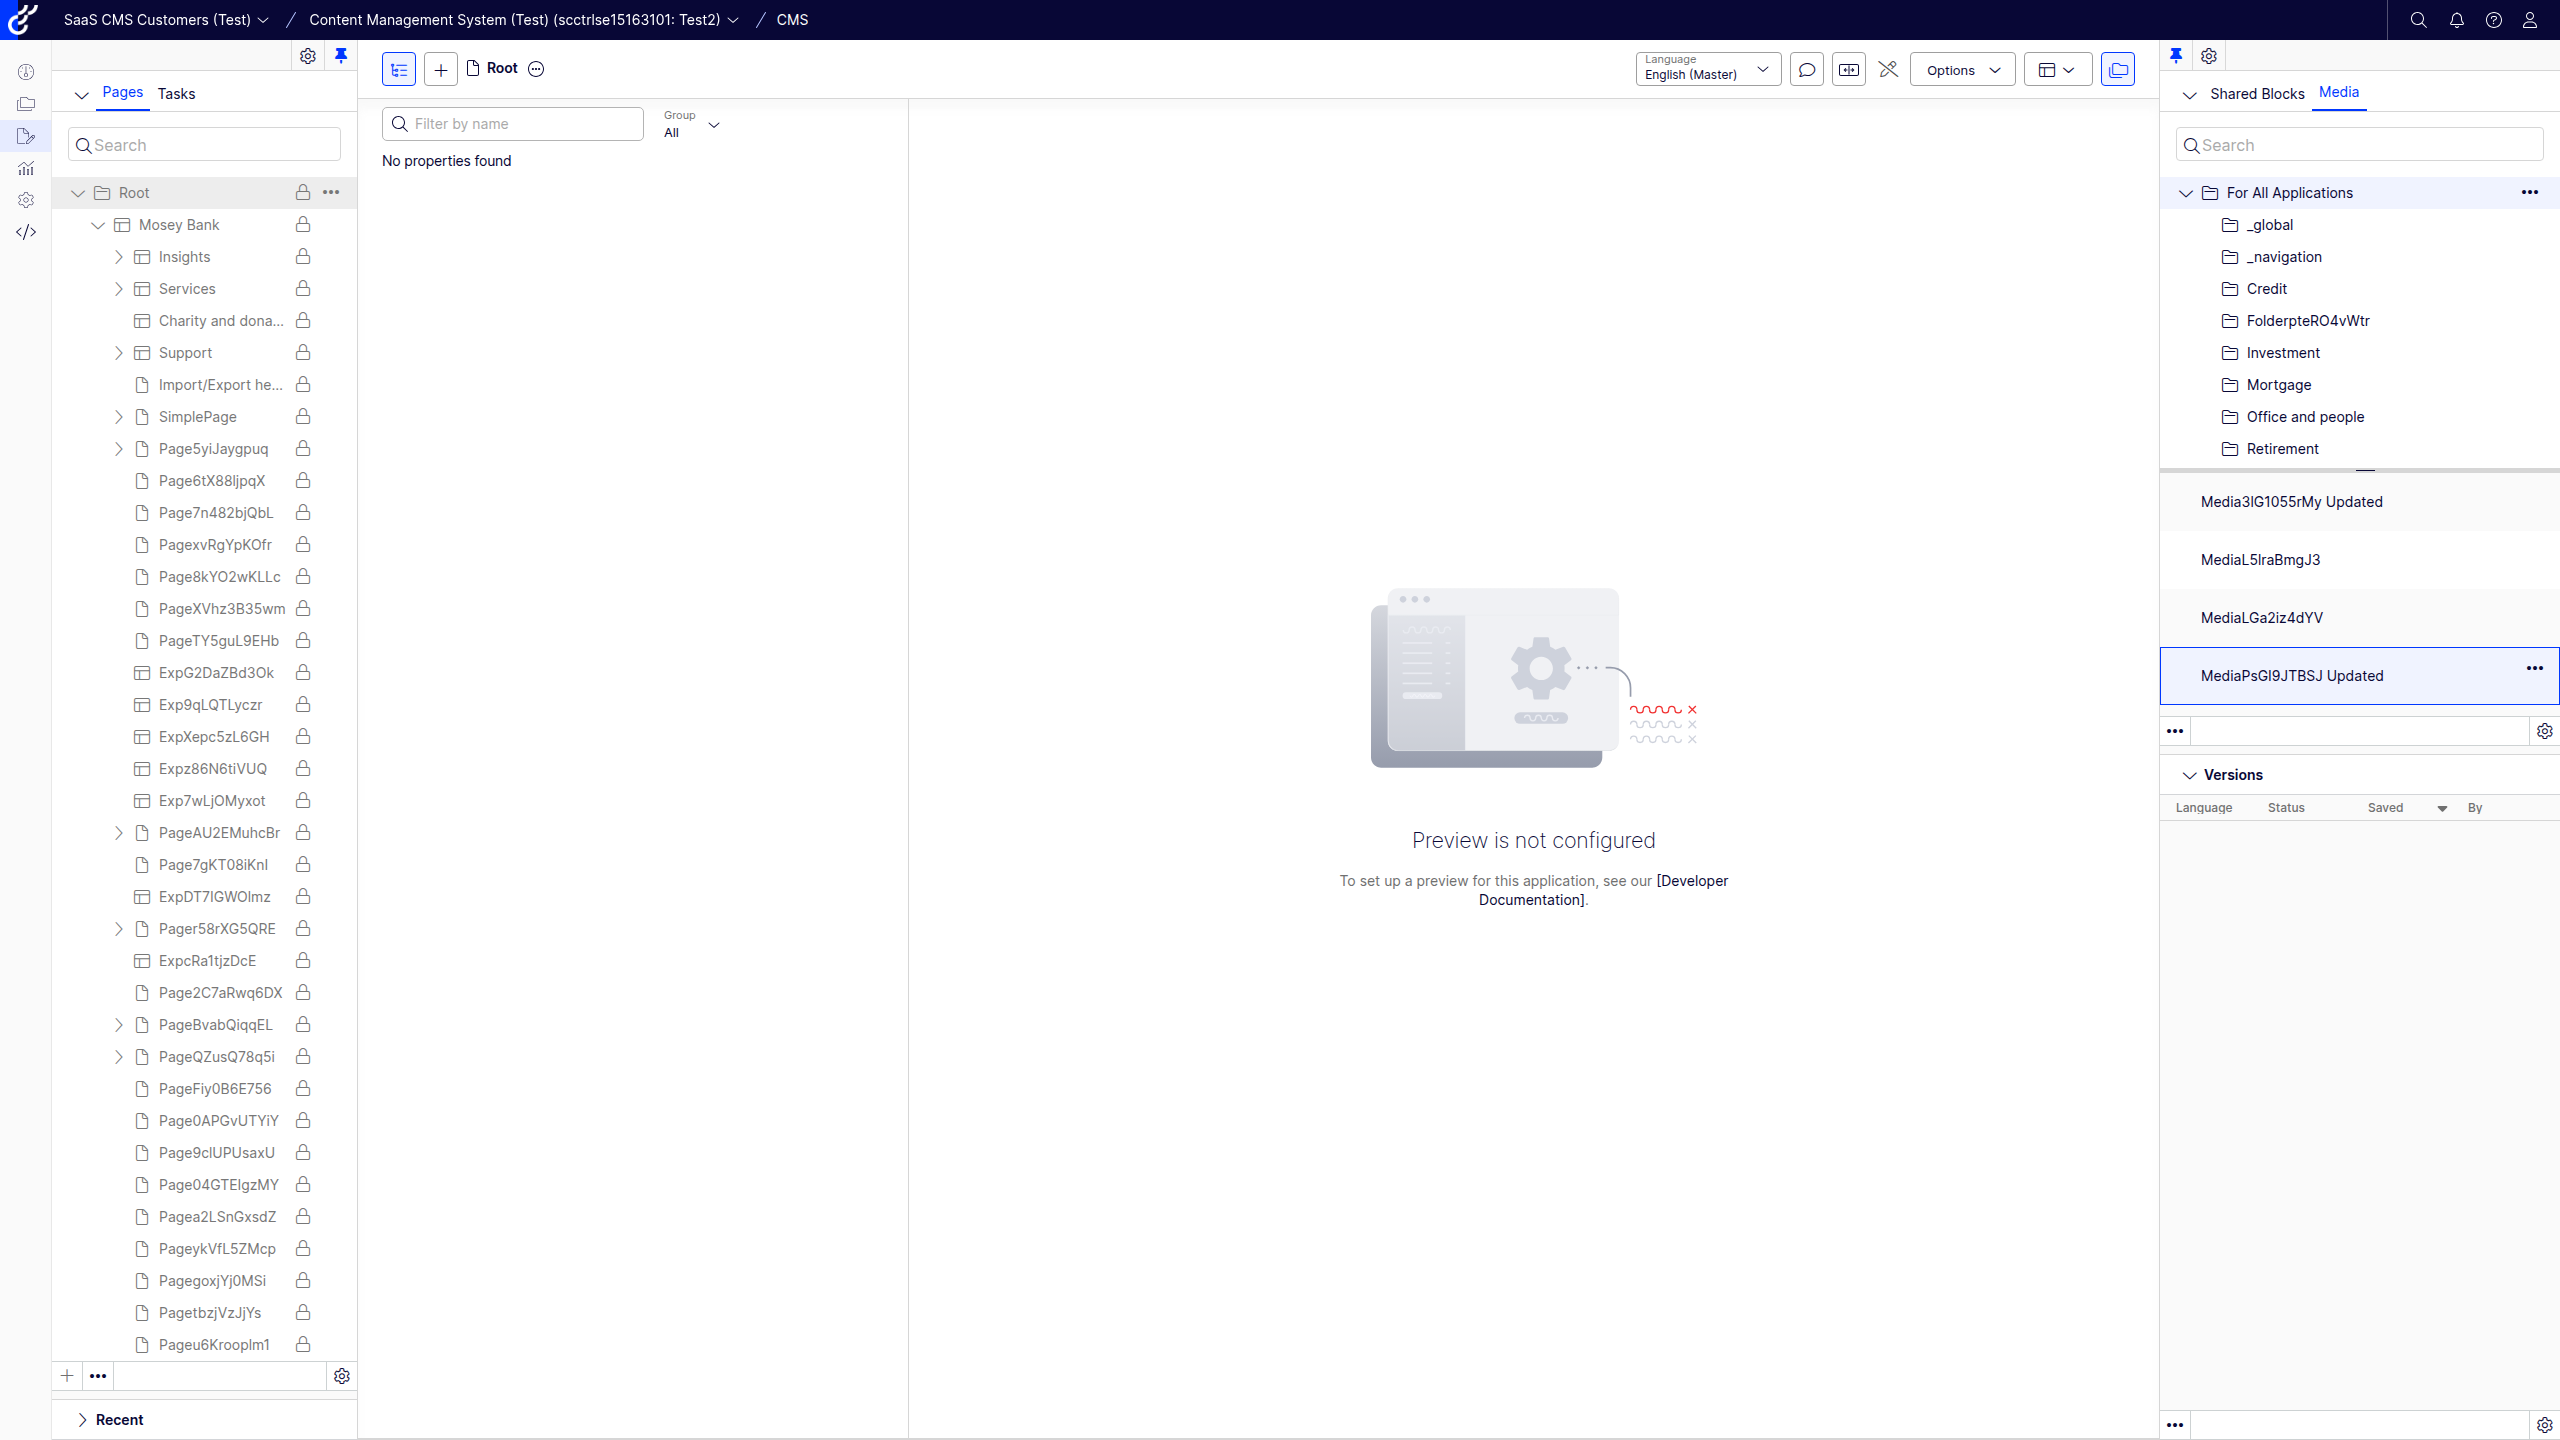 SaaS CMS Customers (Test)
Content Management System (Test) (scctrlse15163101: Test2)
CMS
Pages
Tasks
Search
Root
Mosey Bank
Insights
Services
Charity and dona...
Support
Import/Export he...
SimplePage
Page5yiJaygpuq
Page6tX88ljpqX
Page7n482bjQbL
PagexvRgYpKOfr
Page8kYO2wKLLc
PageXVhz3B35wm
PageTY5guL9EHb
ExpG2DaZBd3Ok
Exp9qLQTLyczr
ExpXepc5zL6GH
Expz86N6tiVUQ
Exp7wLjOMyxot
PageAU2EMuhcBr
Page7gKT08iKnl
ExpDT7IGWOlmz
Pager58rXG5QRE
ExpcRa1tjzDcE
Page2C7aRwq6DX
PageBvabQiqqEL
PageQZusQ78q5i
PageFiy0B6E756
Page0APGvUTYiY
Page9clUPUsaxU
Page04GTEIgzMY
Pagea2LSnGxsdZ
PageykVfL5ZMcp
PagegoxjYj0MSi
PagetbzjVzJjYs
Pageu6Krooplm1
Recent
Root
Language
English (Master)
Options
Filter by name
Group
All
No properties found
Preview is not configured
To set up a preview for this application, see our [Developer
Documentation].
Shared Blocks
Media
Search
For All Applications
_global
_navigation
Credit
FolderpteRO4vWtr
Investment
Mortgage
Office and people
Retirement
Media3lG1055rMy Updated
MediaL5lraBmgJ3
MediaLGa2iz4dYV
MediaPsGl9JTBSJ Updated
Versions
Language
Status
Saved
By